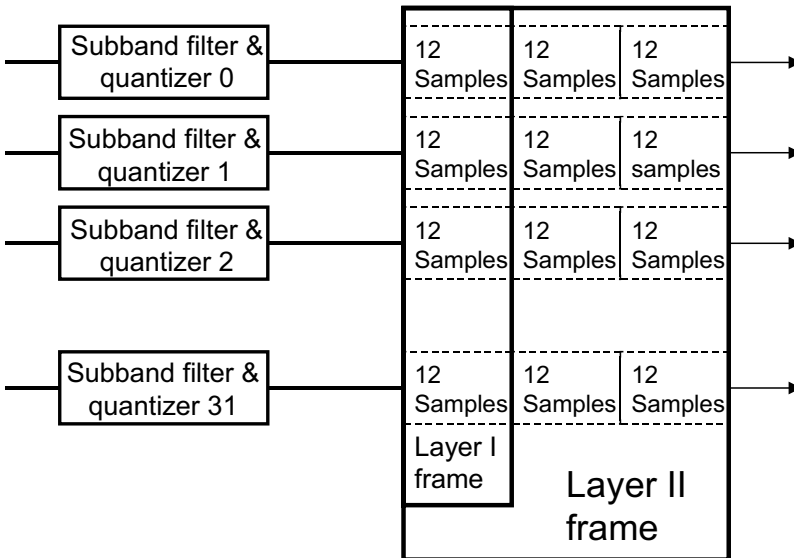 Subband filter &
quantizer 0
12
Samples
12
Samples
12
Samples
Subband filter &
quantizer 1
12
Samples
12
Samples
12
samples
Subband filter &
quantizer 2
12
Samples
12
Samples
12
Samples
Subband filter &
quantizer 31
12
Samples
12
Samples
12
Samples
Layer I
frame
Layer II
frame